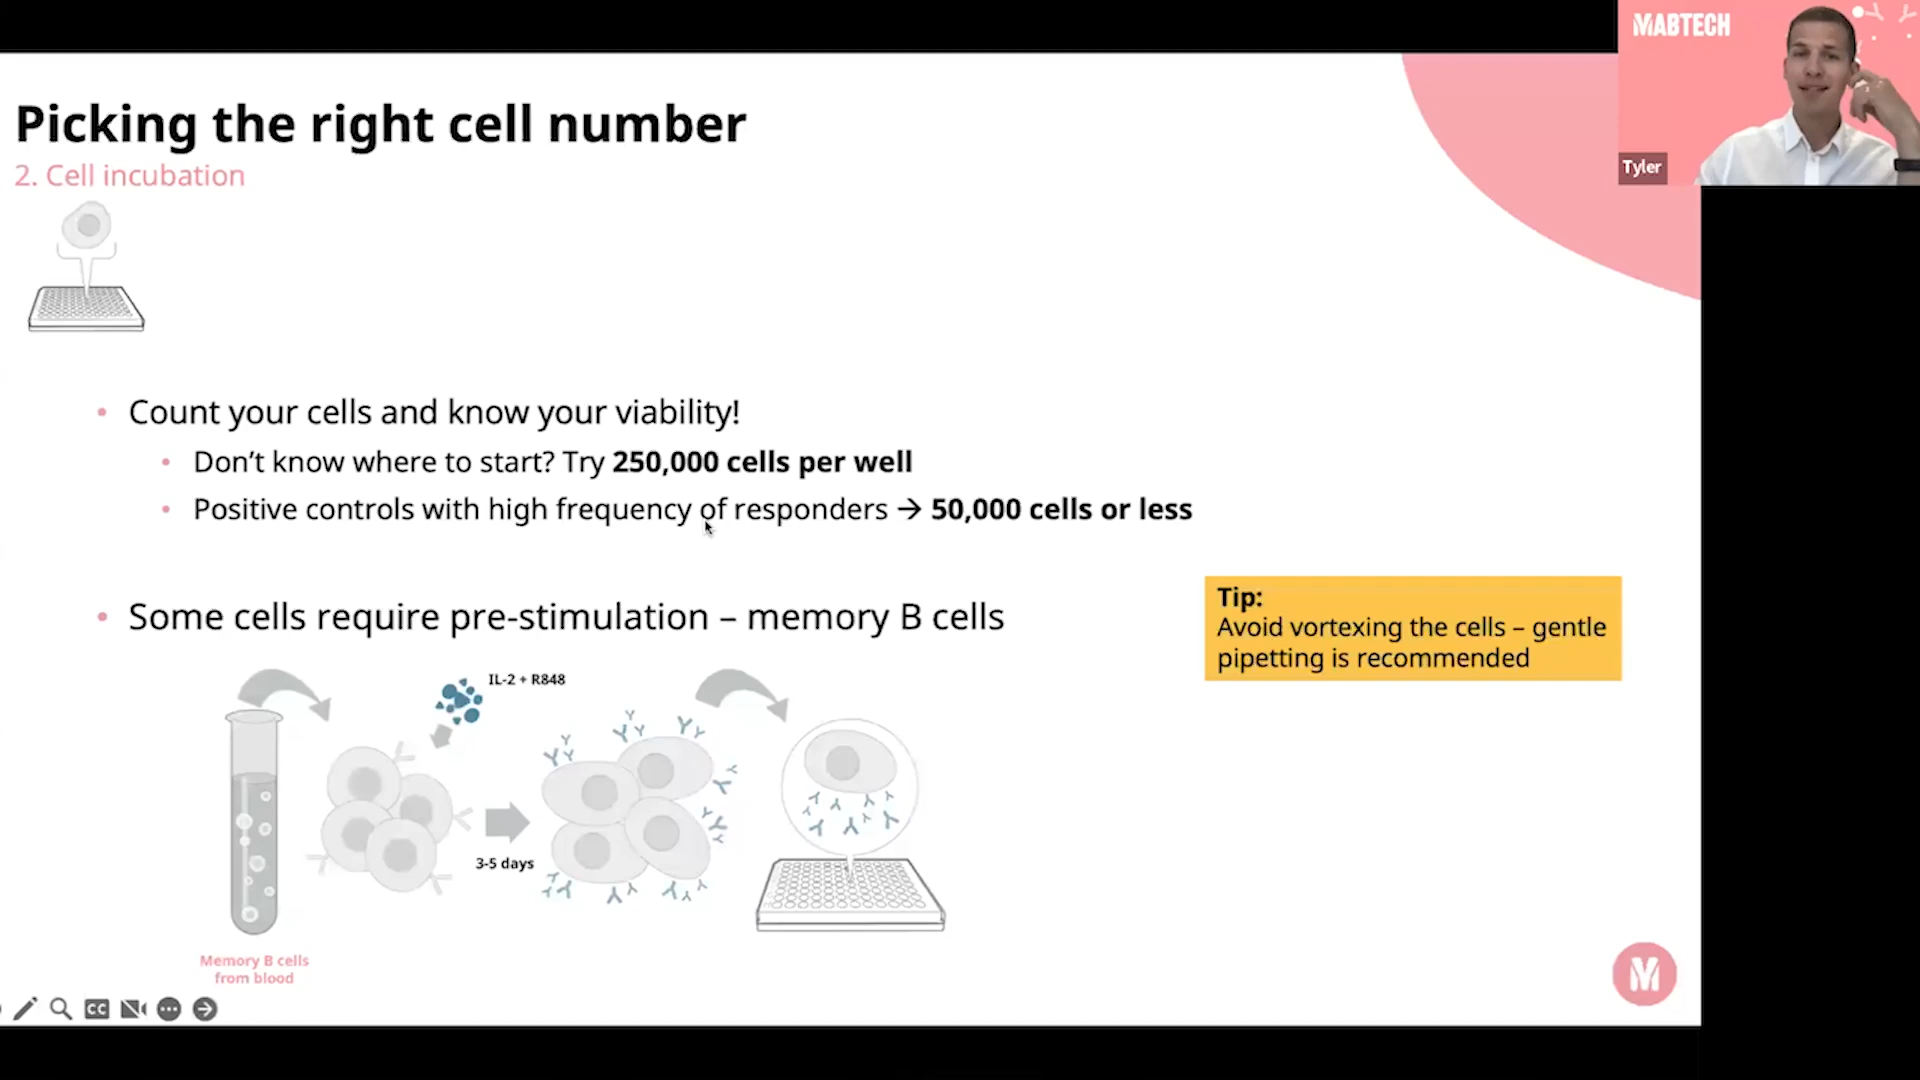 MABTECH
Tyler
Picking the right cell number
2. Cell incubation
• Count your cells and know your viability!
• Don’t know where to start? Try 250,000 cells per well
• Positive controls with high frequency of responders → 50,000 cells or less
• Some cells require pre-stimulation – memory B cells
Tip:
Avoid vortexing the cells – gentle
pipetting is recommended
IL-2 + R848
3-5 days
Memory B cells
from blood
CC
M